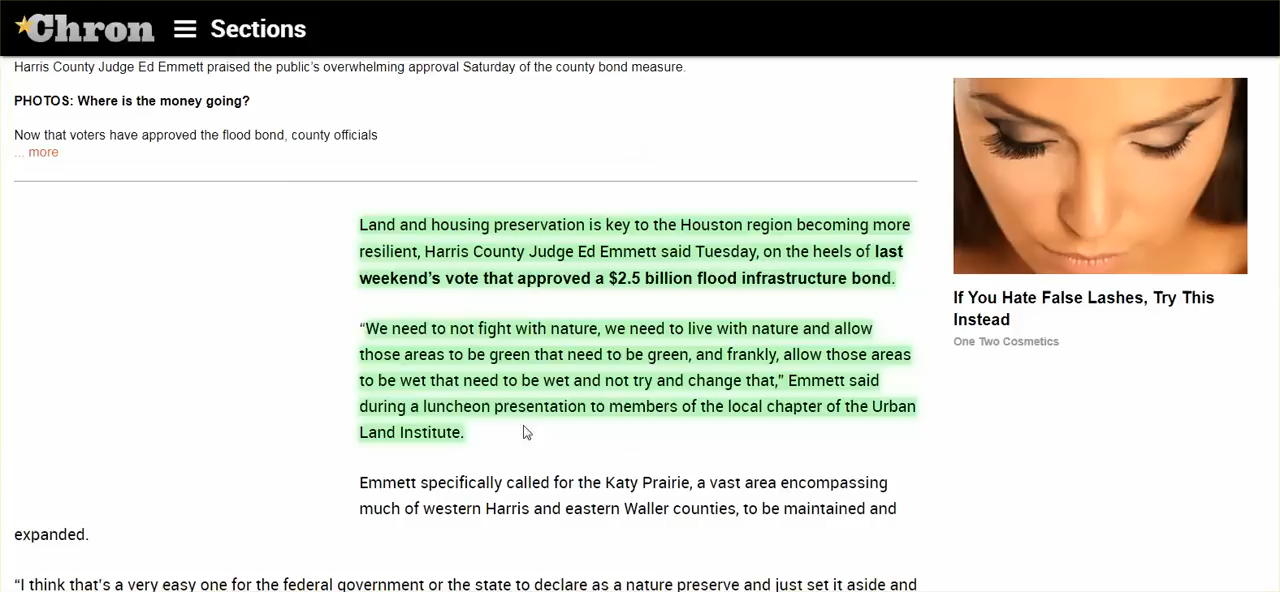 Chron
Sections
Harris County Judge Ed Emmett praised the public's overwhelming approval Saturday of the county bond measure.
PHOTOS: Where is the money going?
Now that voters have approved the flood bond, county officials
... more
Land and housing preservation is key to the Houston region becoming more
resilient, Harris County Judge Ed Emmett said Tuesday, on the heels of last
weekend's vote that approved a $2.5 billion flood infrastructure bond.
“We need to not fight with nature, we need to live with nature and allow
those areas to be green that need to be green, and frankly, allow those areas
to be wet that need to be wet and not try and change that,” Emmett said
during a luncheon presentation to members of the local chapter of the Urban
Land Institute.
Emmett specifically called for the Katy Prairie, a vast area encompassing
much of western Harris and eastern Waller counties, to be maintained and
expanded.
“I think that's a very easy one for the federal government or the state to declare as a nature preserve and just set it aside and
If You Hate False Lashes, Try This
Instead
One Two Cosmetics